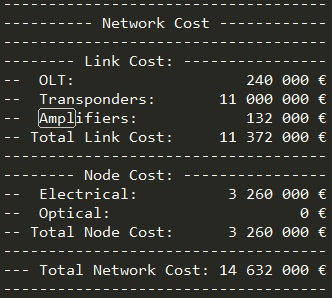 ------------------------------------
---------- Network Cost ------------
------------------------------------
------------------------------------
-------- Link Cost: ----------------
--  OLT:                  240 000 €
--  Transponders:      11 000 000 €
--  Amplifiers:           132 000 €
-- Total Link Cost:    11 372 000 €
------------------------------------
-------- Node Cost: ----------------
--  Electrical:         3 260 000 €
--  Optical:                    0 €
-- Total Node Cost:     3 260 000 €
------------------------------------
--- Total Network Cost: 14 632 000 €
------------------------------------